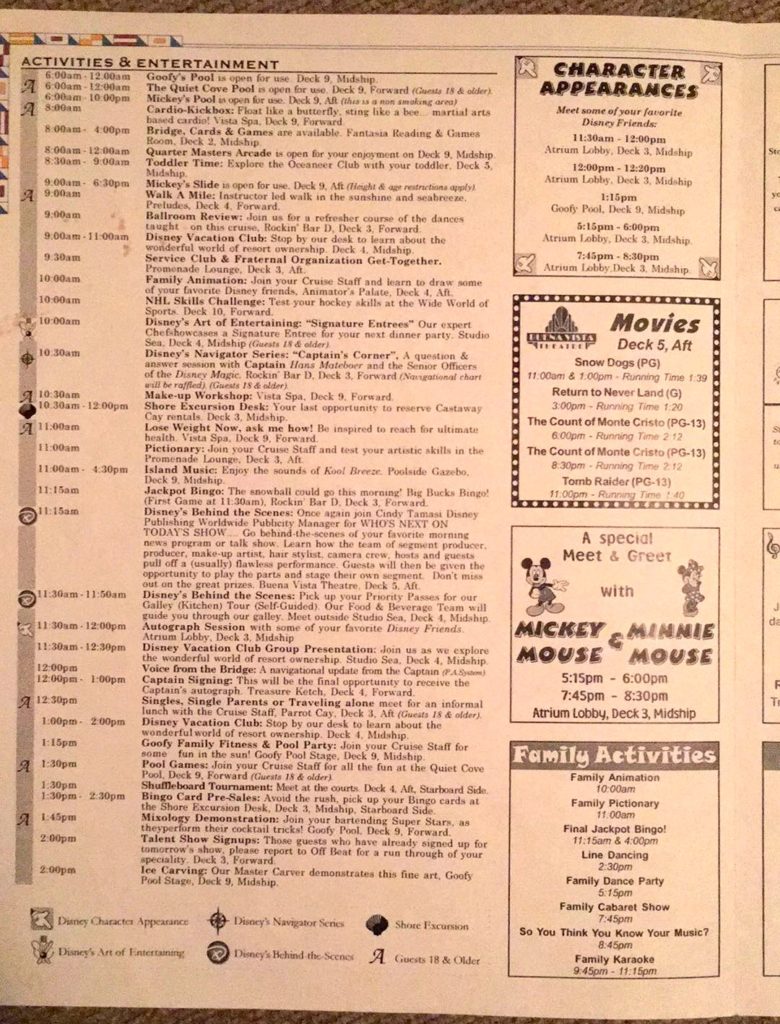 ACTIVITIES & ENTERTAINMENT
6:00am - 12:00am Goofy's Pool is open for use. Deck 9, Midship.
A 6:00am - 12:00am The Quiet Cove Pool is open for use. Deck 9, Forward (Guests 18 & older).
6:00am - 10:00pm Mickey's Pool is open for use. Deck 9, Aft (this is a non smoking area)
A 8:00am Cardio-Kickbox: Float like a butterfly, sting like a bee... martial arts
based cardio! Vista Spa, Deck 9, Forward.
8:00am - 4:00pm Bridge, Cards & Games are available. Fantasia Reading & Games
Room, Deck 2, Midship.
8:00am - 12:00am Quarter Masters Arcade is open for your enjoyment on Deck 9, Midship.
8:30am - 9:00am Toddler Time: Explore the Oceaneer Club with your toddler, Deck 5,
Midship.
9:00am - 6:30pm Mickey's Slide is open for use. Deck 9, Aft (Height & age restrictions apply).
A 9:00am Walk A Mile: Instructor led walk in the sunshine and seabreeze.
Preludes, Deck 4, Forward.
9:00am Ballroom Review: Join us for a refresher course of the dances
taught on this cruise, Rockin' Bar D, Deck 3, Forward.
9:00am - 11:00am Disney Vacation Club: Stop by our desk to learn about the
wonderful world of resort ownership. Deck 4, Midship.
9:30am Service Club & Fraternal Organization Get-Together.
Promenade Lounge, Deck 3, Aft.
10:00am Family Animation: Join your Cruise Staff and learn to draw some
of your favorite Disney friends, Animator's Palate, Deck 4, Aft.
10:00am NHL Skills Challenge: Test your hockey skills at the Wide World of
Sports. Deck 10, Forward.
10:00am Disney's Art of Entertaining: "Signature Entrees" Our expert
Chefshowcases a Signature Entree for your next dinner party. Studio
Sea, Deck 4, Midship (Guests 18 & older).
10:30am Disney's Navigator Series: "Captain's Corner", A question &
answer session with Captain Hans Mateboer and the Senior Officers
of the Disney Magic. Rockin' Bar D, Deck 3, Forward (Navigational chart
will be raffled). (Guests 18 & older).
A 10:30am Make-up Workshop: Vista Spa, Deck 9, Forward.
10:30am - 12:00pm Shore Excursion Desk: Your last opportunity to reserve Castaway
Cay rentals. Deck 3, Midship.
A 11:00am Lose Weight Now, ask me how! Be inspired to reach for ultimate
health. Vista Spa, Deck 9, Forward.
11:00am Pictionary: Join your Cruise Staff and test your artistic skills in the
Promenade Lounge, Deck 3, Aft.
11:00am - 4:30pm Island Music: Enjoy the sounds of Kool Breeze. Poolside Gazebo,
Deck 9, Midship.
11:15am Jackpot Bingo: The snowball could go this morning! Big Bucks Bingo!
(First Game at 11:30am), Rockin' Bar D, Deck 3, Forward.
11:15am Disney's Behind the Scenes: Once again join Cindy Tamasi Disney
Publishing Worldwide Publicity Manager for WHO'S NEXT ON
TODAY'S SHOW.... Go behind-the-scenes of your favorite morning
news program or talk show. Learn how the team of segment producer,
producer, make-up artist, hair stylist, camera crew, hosts and guests
pull off a (usually) flawless performance. Guests will then be given the
opportunity to play the parts and stage their own segment. Don't miss
out on the great prizes. Buena Vista Theatre, Deck 5, Aft.
11:30am - 11:50am Disney's Behind the Scenes: Pick up your Priority Passes for our
Galley (Kitchen) Tour (Self-Guided). Our Food & Beverage Team will
guide you through our galley. Meet outside Studio Sea, Deck 4, Midship.
11:30am - 12:00pm Autograph Session with some of your favorite Disney Friends.
Atrium Lobby, Deck 3, Midship
11:30am - 12:30pm Disney Vacation Club Group Presentation: Join us as we explore
the wonderful world of resort ownership. Studio Sea, Deck 4, Midship.
12:00pm Voice from the Bridge: A navigational update from the Captain (P.A. System)
12:00pm - 1:00pm Captain Signing: This will be the final opportunity to receive the
Captain's autograph. Treasure Ketch, Deck 4, Forward.
A 12:30pm Singles, Single Parents or Traveling alone meet for an informal
lunch with the Cruise Staff, Parrot Cay, Deck 3, Aft (Guests 18 & older).
1:00pm - 2:00pm Disney Vacation Club: Stop by our desk to learn about the
wonderful world of resort ownership. Deck 4, Midship.
1:15pm Goofy Family Fitness & Pool Party: Join your Cruise Staff for
some fun in the sun! Goofy Pool Stage, Deck 9, Midship.
A 1:30pm Pool Games: Join your Cruise Staff for all the fun at the Quiet Cove
Pool, Deck 9, Forward (Guests 18 & older).
1:30pm Shuffleboard Tournament: Meet at the courts. Deck 4, Aft, Starboard Side.
1:30pm - 2:30pm Bingo Card Pre-Sales: Avoid the rush, pick up your Bingo cards at
the Shore Excursion Desk, Deck 3, Midship, Starboard Side.
A 1:45pm Mixology Demonstration: Join your bartending Super Stars, as
theyperform their cocktail tricks! Goofy Pool, Deck 9, Forward.
2:00pm Talent Show Signups: Those guests who have already signed up for
tomorrow's show, please report to Off Beat for a run through of your
speciality. Deck 3, Forward.
2:00pm Ice Carving: Our Master Carver demonstrates this fine art, Goofy
Pool Stage, Deck 9, Midship.
Disney Character Appearance
Disney's Navigator Series
Shore Excursion
Disney's Art of Entertaining
Disney's Behind-the-Scenes
A Guests 18 & Older
CHARACTER
APPEARANCES
Meet some of your favorite
Disney Friends:
11:30am - 12:00pm
Atrium Lobby, Deck 3, Midship
12:00pm - 12:20pm
Atrium Lobby, Deck 3, Midship
1:15pm
Goofy Pool, Deck 9, Midship
5:15pm - 6:00pm
Atrium Lobby, Deck 3, Midship
7:45pm - 8:30pm
Atrium Lobby,Deck 3, Midship.
BUENA VISTA
THEATRE
Movies
Deck 5, Aft
Snow Dogs (PG)
11:00am & 1:00pm - Running Time 1:39
Return to Never Land (G)
3:00pm - Running Time 1:20
The Count of Monte Cristo (PG-13)
6:00pm - Running Time 2:12
The Count of Monte Cristo (PG-13)
8:30pm - Running Time 2:12
Tomb Raider (PG-13)
11:00pm - Running Time 1:40
A special
Meet & Greet
with
MICKEY & MINNIE
MOUSE MOUSE
5:15pm - 6:00pm
7:45pm - 8:30pm
Atrium Lobby, Deck 3, Midship
Family Activities
Family Animation
10:00am
Family Pictionary
11:00am
Final Jackpot Bingo!
11:15am & 4:00pm
Line Dancing
2:30pm
Family Dance Party
5:15pm
Family Cabaret Show
7:45pm
So You Think You Know Your Music?
8:45pm
Family Karaoke
9:45pm - 11:15pm